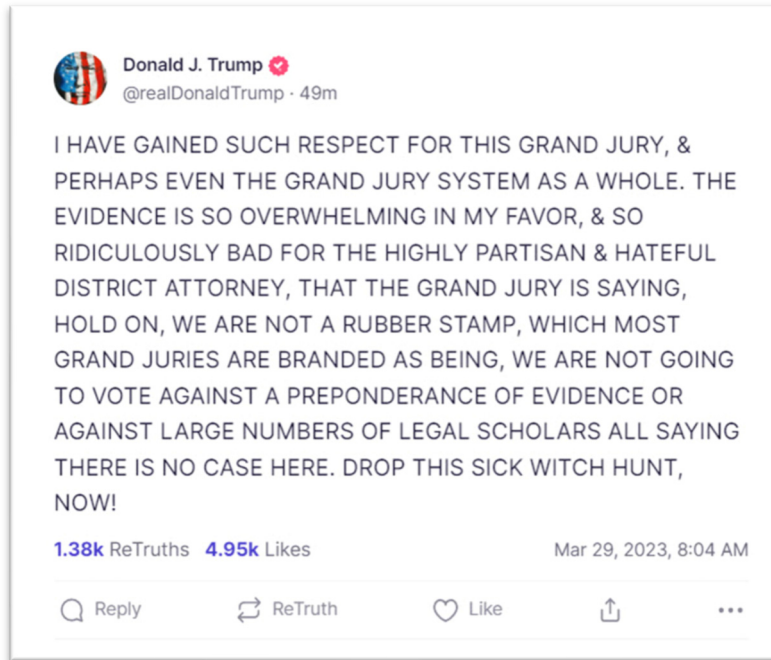 Donald J. Trump
@realDonaldTrump · 49m
I HAVE GAINED SUCH RESPECT FOR THIS GRAND JURY, &
PERHAPS EVEN THE GRAND JURY SYSTEM AS A WHOLE. THE
EVIDENCE IS SO OVERWHELMING IN MY FAVOR, & SO
RIDICULOUSLY BAD FOR THE HIGHLY PARTISAN & HATEFUL
DISTRICT ATTORNEY, THAT THE GRAND JURY IS SAYING,
HOLD ON, WE ARE NOT A RUBBER STAMP, WHICH MOST
GRAND JURIES ARE BRANDED AS BEING, WE ARE NOT GOING
TO VOTE AGAINST A PREPONDERANCE OF EVIDENCE OR
AGAINST LARGE NUMBERS OF LEGAL SCHOLARS ALL SAYING
THERE IS NO CASE HERE. DROP THIS SICK WITCH HUNT,
NOW!
1.38k ReTruths 4.95k Likes Mar 29, 2023, 8:04 AM
Reply ReTruth Like